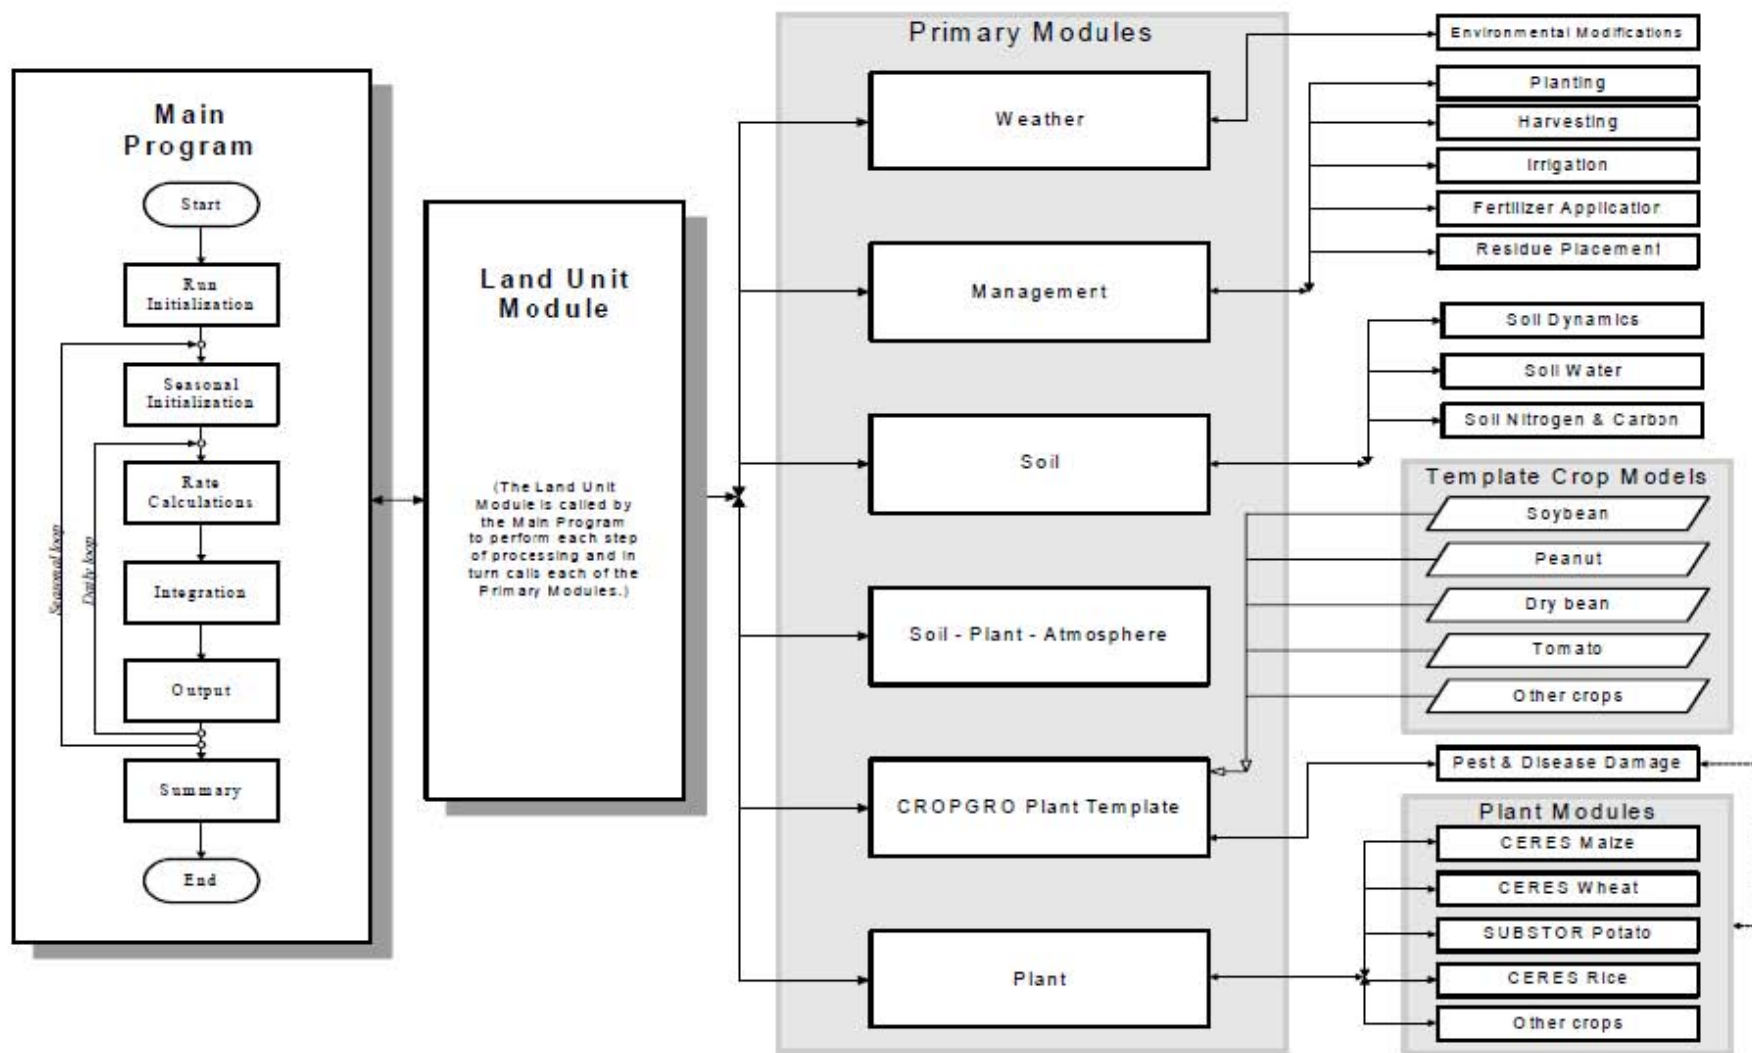 Main
Program
Start
Run
Initialization
Seasonal
Initialization
Rate
Calculations
Integration
Output
Summary
End
Seasonal loop
Daily loop
Land Unit
Module
(The Land Unit
Module is called by
the Main Program
to perform each step
of processing and in
turn calls each of the
Primary Modules.)
Primary Modules
Weather
Management
Soil
Soil - Plant - Atmosphere
CROPGRO Plant Template
Plant
Environmental Modifications
Planting
Harvesting
Irrigation
Fertilizer Application
Residue Placement
Soil Dynamics
Soil Water
Soil Nitrogen & Carbon
Template Crop Models
Soybean
Peanut
Dry bean
Tomato
Other crops
Pest & Disease Damage
Plant Modules
CERES Maize
CERES Wheat
SUBSTOR Potato
CERES Rice
Other crops